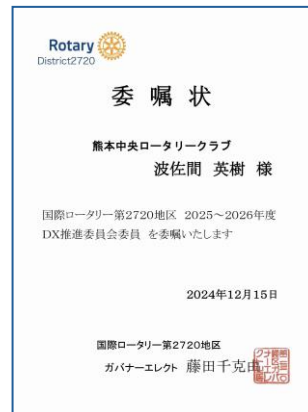 Rotary
District2720
委嘱状
熊本中央ロータリークラブ
波佐間 英樹 様
国際ロータリー第2720地区 2025～2026年度
DX推進委員会委員 を委嘱いたします
2024年12月15日
国際ロータリー第2720地区
ガバナーエレクト 藤田千克由